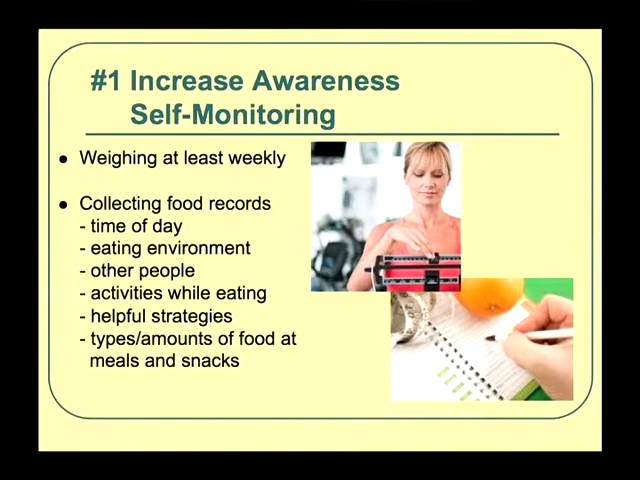 #1 Increase Awareness
Self-Monitoring
● Weighing at least weekly
● Collecting food records
- time of day
- eating environment
- other people
- activities while eating
- helpful strategies
- types/amounts of food at
meals and snacks